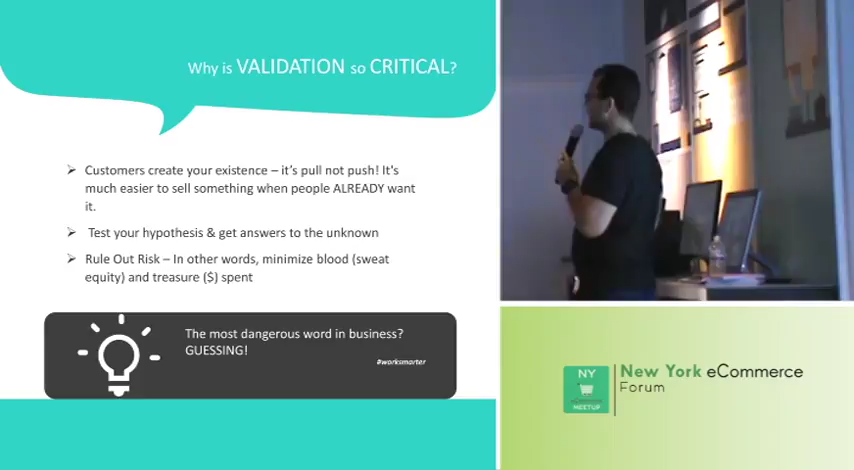 Why is VALIDATION so CRITICAL?
Customers create your existence – it's pull not push! It's
much easier to sell something when people ALREADY want
it.
Test your hypothesis & get answers to the unknown
Rule Out Risk – In other words, minimize blood (sweat
equity) and treasure ($) spent
The most dangerous word in business?
GUESSING!
#worksmarter
NY
eCommerce
MEETUP
New York eCommerce
Forum